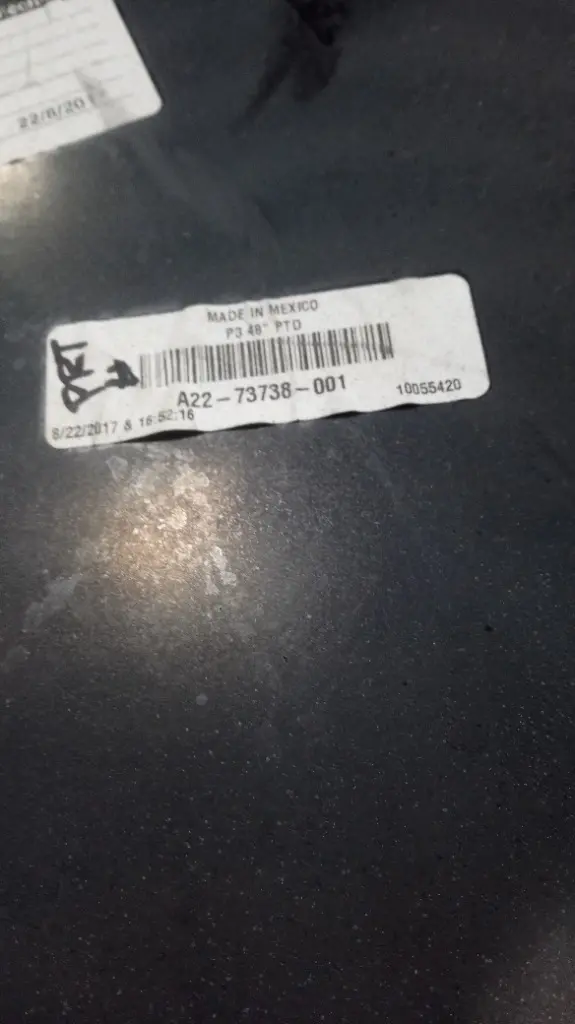 22/8/201
MADE IN MEXICO
P3 48" PTO
A22-73738-001
10055420
8/22/2017 & 16:52:16